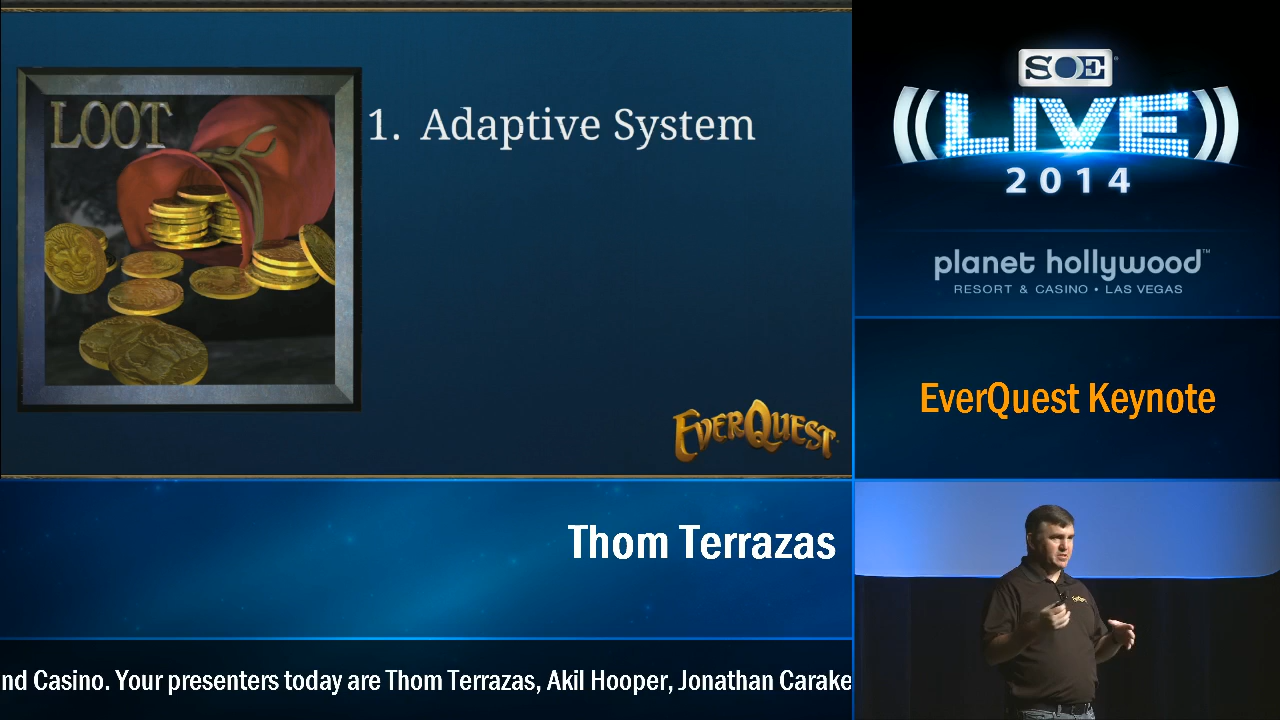 LOOT
1. Adaptive System
EVERQUEST
SOE
LIVE
2014
planet hollywood™
RESORT & CASINO • LAS VEGAS
EverQuest Keynote
Thom Terrazas
nd Casino. Your presenters today are Thom Terrazas, Akil Hooper, Jonathan Carake